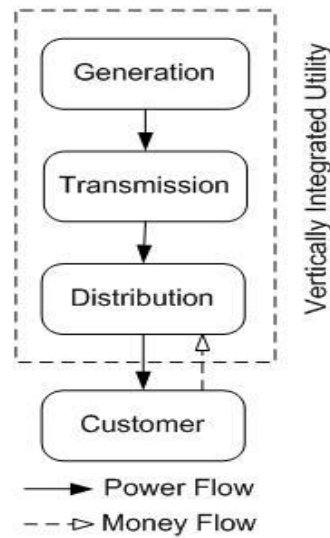 Generation
Transmission
Distribution
Customer
Vertically Integrated Utility
Power Flow
Money Flow